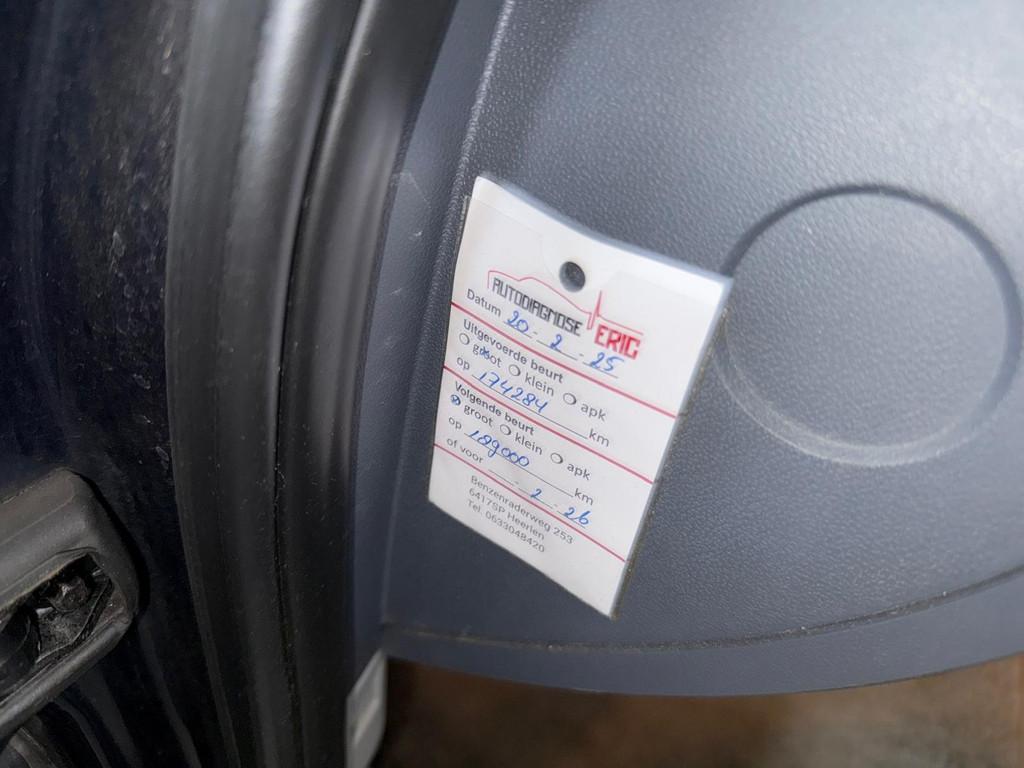 AUTODIAGNOSE ERIC
Datum 20-2-25
Uitgevoerde beurt
groot klein apk
op 174284 km
Volgende beurt
groot klein apk
op 189000 km
of voor - 2 - 26
Benzenraderweg 253
6417SP Heerlen
Tel. 0633048420